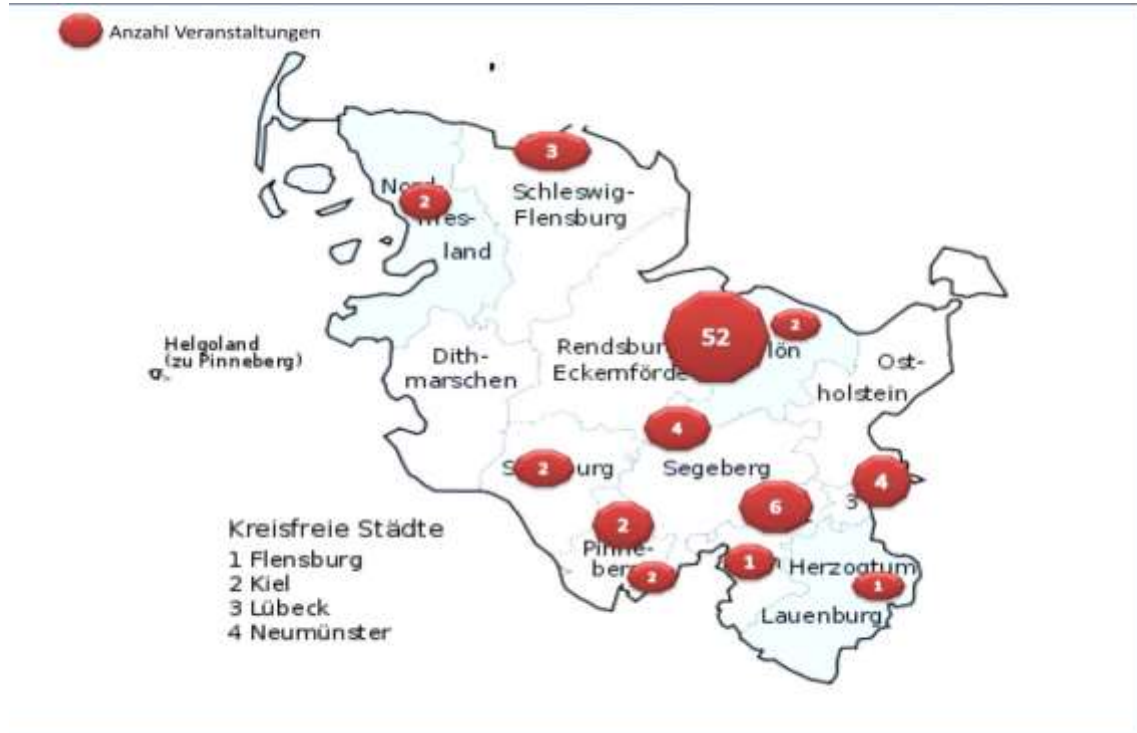 Anzahl Veranstaltungen
3
Schleswig-
Flensburg
2
land
52
2
Helgoland
(zu Pinneberg)
Dith-
marschen
Eckernförde
Ost-
holstein
4
Segeberg
2
4
3
6
2
1
2
Herzogtum
1
Lauenburg
Kreisfreie Städte
1 Flensburg
2 Kiel
3 Lübeck
4 Neumünster